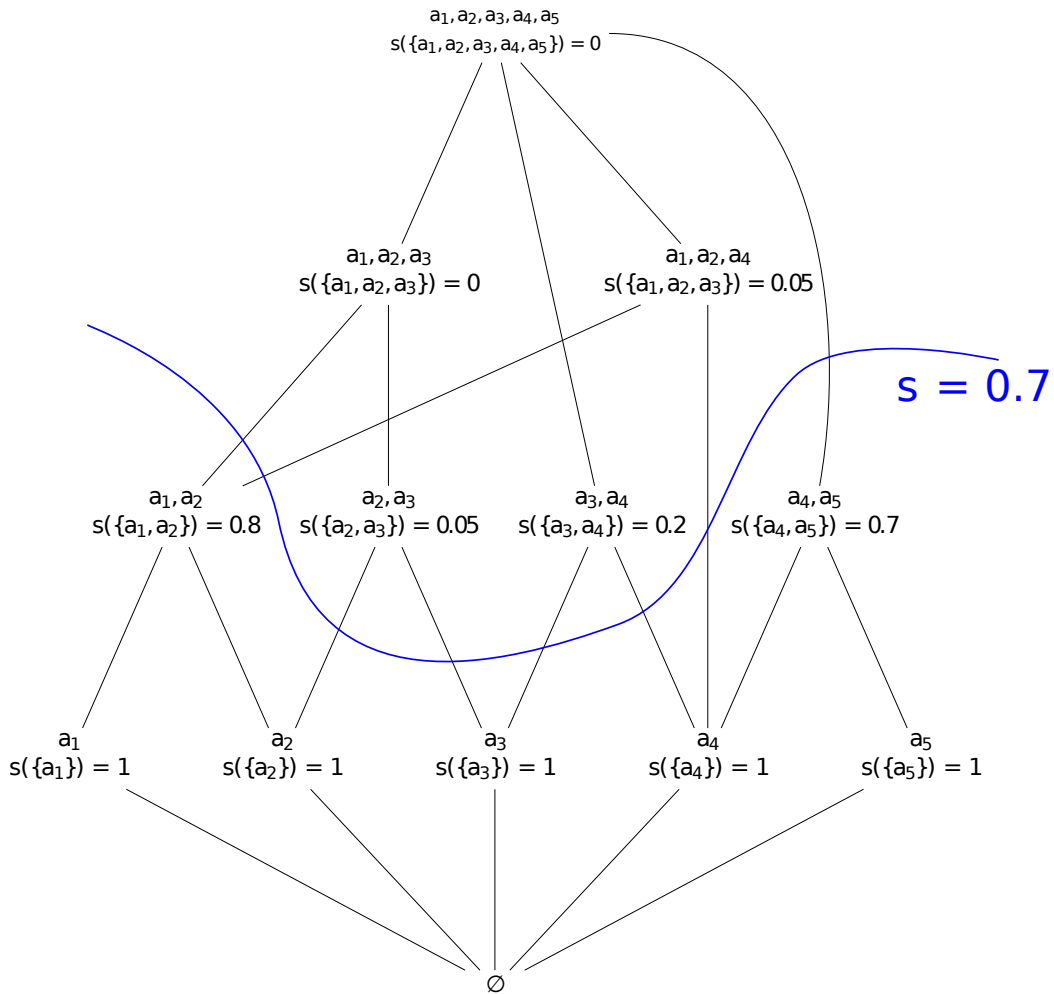 a₁,a₂,a₃,a₄,a₅
s({a₁,a₂,a₃,a₄,a₅}) = 0
a₁,a₂,a₃
s({a₁,a₂,a₃}) = 0
a₁,a₂,a₄
s({a₁,a₂,a₃}) = 0.05
s = 0.7
a₁,a₂
s({a₁,a₂}) = 0.8
a₂,a₃
s({a₂,a₃}) = 0.05
a₃,a₄
s({a₃,a₄}) = 0.2
a₄,a₅
s({a₄,a₅}) = 0.7
a₁
s({a₁}) = 1
a₂
s({a₂}) = 1
a₃
s({a₃}) = 1
a₄
s({a₄}) = 1
a₅
s({a₅}) = 1
∅